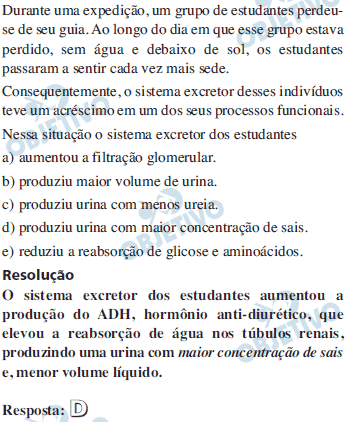 Durante uma expedição, um grupo de estudantes perdeu-
se de seu guia. Ao longo do dia em que esse grupo estava
perdido, sem água e debaixo de sol, os estudantes
passaram a sentir cada vez mais sede.
Consequentemente, o sistema excretor desses indivíduos
teve um acréscimo em um dos seus processos funcionais.
Nessa situação o sistema excretor dos estudantes
a) aumentou a filtração glomerular.
b) produziu maior volume de urina.
c) produziu urina com menos ureia.
d) produziu urina com maior concentração de sais.
e) reduziu a reabsorção de glicose e aminoácidos.
Resolução
O sistema excretor dos estudantes aumentou a
produção do ADH, hormônio anti-diurético, que
elevou a reabsorção de água nos túbulos renais,
produzindo uma urina com maior concentração de sais
e, menor volume líquido.
Resposta: D
OBJETIVO
OBJETIVO
OBJETIVO
OBJETIVO
OBJETIVO